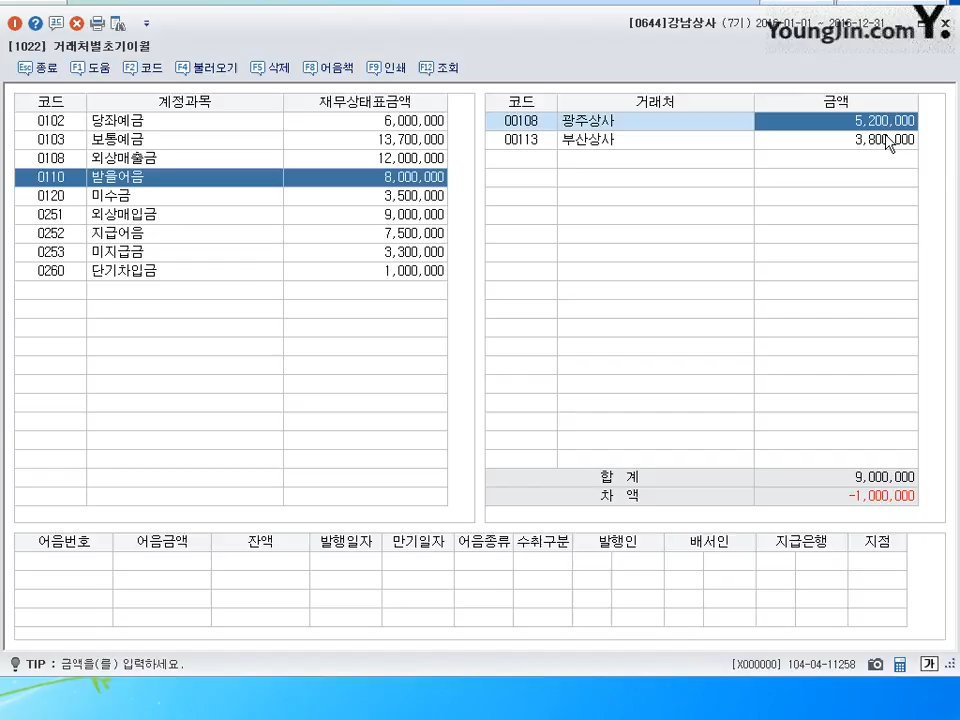 [0644]강남상사 (7기) 2016-01-01 ~ 2016-12-31
YoungJin.com Y.
[1022] 거래처별초기이월
Esc 종료 F1 도움 F2 코드 F4 불러오기 F5 삭제 F8 어음책 F9 인쇄 F12 조회
코드 계정과목 재무상태표금액
0102 당좌예금 6,000,000
0103 보통예금 13,700,000
0108 외상매출금 12,000,000
0110 받을어음 8,000,000
0120 미수금 3,500,000
0251 외상매입금 9,000,000
0252 지급어음 7,500,000
0253 미지급금 3,300,000
0260 단기차입금 1,000,000
코드 거래처 금액
00108 광주상사 5,200,000
00113 부산상사 3,800,000
합 계 9,000,000
차 액 -1,000,000
어음번호 어음금액 잔액 발행일자 만기일자 어음종류 수취구분 발행인 배서인 지급은행 지점
TIP : 금액을(를) 입력하세요.
[X000000] 104-04-11258 가